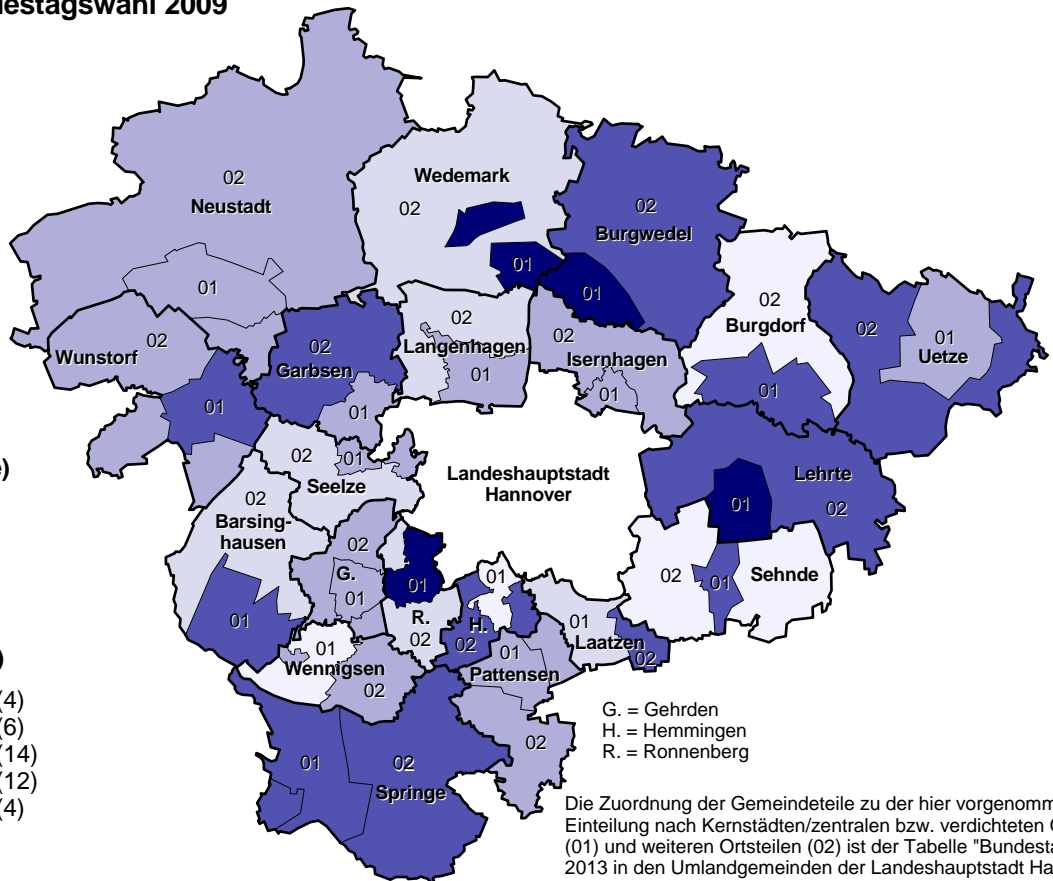 destagswahl 2009
02
Neustadt
01
Wedemark
02
01
02
Burgwedel
01
02
Burgdorf
01
02
01
Uetze
02
Wunstorf
01
02
Garbsen
01
02
Langenhagen
01
02
Isernhagen
01
e)
02
01
Seelze
Landeshauptstadt
Hannover
Lehrte
01
02
02
Barsing-
hausen
01
02
G.
01
01
R.
02
01
H.
02
01
Laatzen
02
02
01
Sehnde
01
Wennigsen
02
01
Pattensen
02
)
(4)
(6)
(14)
(12)
(4)
01
02
Springe
G. = Gehrden
H. = Hemmingen
R. = Ronnenberg
Die Zuordnung der Gemeindeteile zu der hier vorgenomm
Einteilung nach Kernstädten/zentralen bzw. verdichteten
(01) und weiteren Ortsteilen (02) ist der Tabelle "Bundesta
2013 in den Umlandgemeinden der Landeshauptstadt Ha